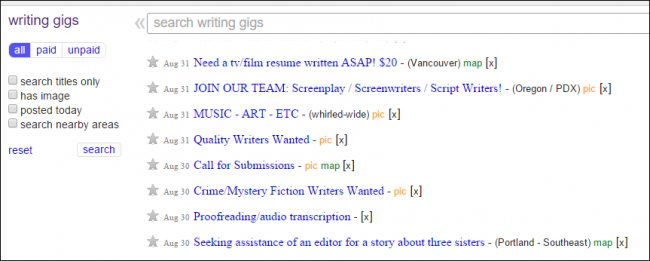 writing gigs
« search writing gigs
all paid unpaid
search titles only
has image
posted today
search nearby areas
reset search
Aug 31 Need a tv/film resume written ASAP! $20 - (Vancouver) map [x]
Aug 31 JOIN OUR TEAM: Screenplay / Screenwriters / Script Writers! - (Oregon / PDX) pic [x]
Aug 31 MUSIC - ART - ETC - (whirled-wide) pic [x]
Aug 31 Quality Writers Wanted - pic [x]
Aug 30 Call for Submissions - pic map [x]
Aug 30 Crime/Mystery Fiction Writers Wanted - pic [x]
Aug 30 Proofreading/audio transcription - [x]
Aug 30 Seeking assistance of an editor for a story about three sisters - (Portland - Southeast) map [x]